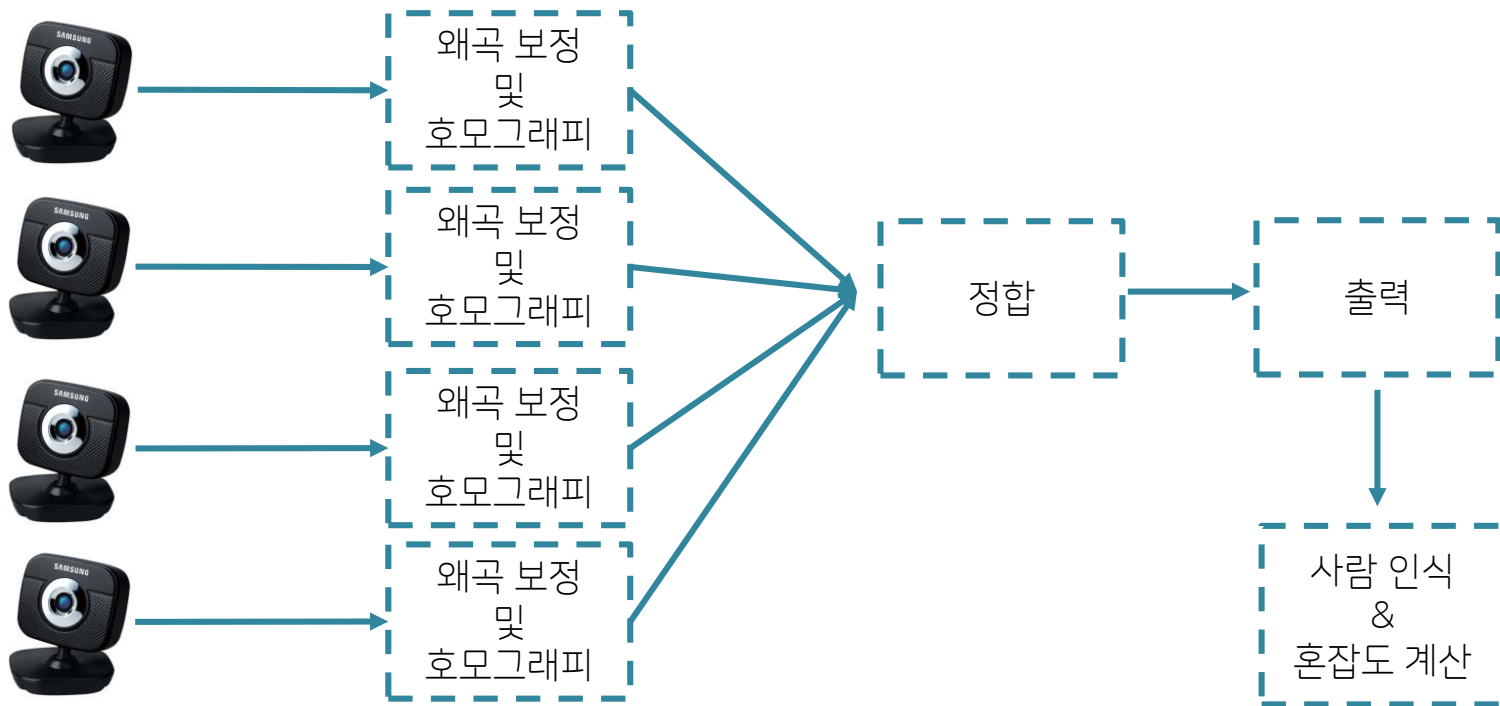 SAMSUNG
왜곡 보정
및
호모그래피
SAMSUNG
왜곡 보정
및
호모그래피
정합
출력
SAMSUNG
왜곡 보정
및
호모그래피
SAMSUNG
왜곡 보정
및
호모그래피
사람 인식
&
혼잡도 계산